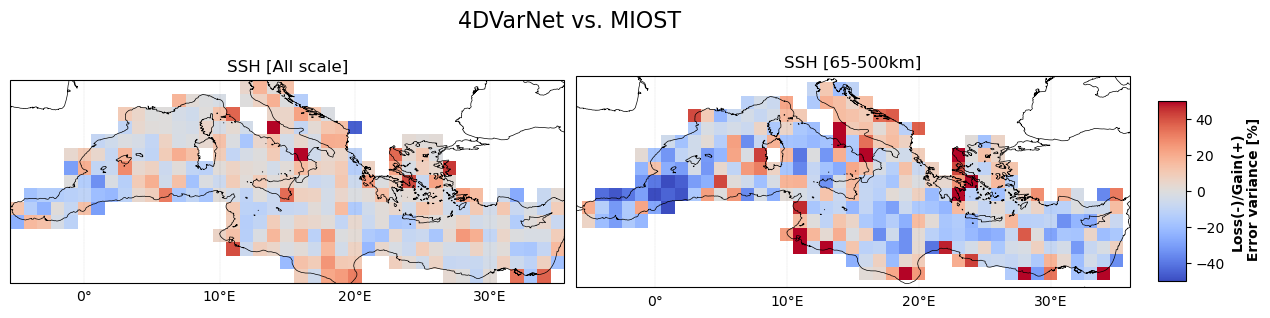 4DVarNet vs. MIOST
SSH [All scale]
SSH [65-500km]
0° 10°E 20°E 30°E
0° 10°E 20°E 30°E
40
20
0
−20
−40
Loss(-)/Gain(+)
Error variance [%]